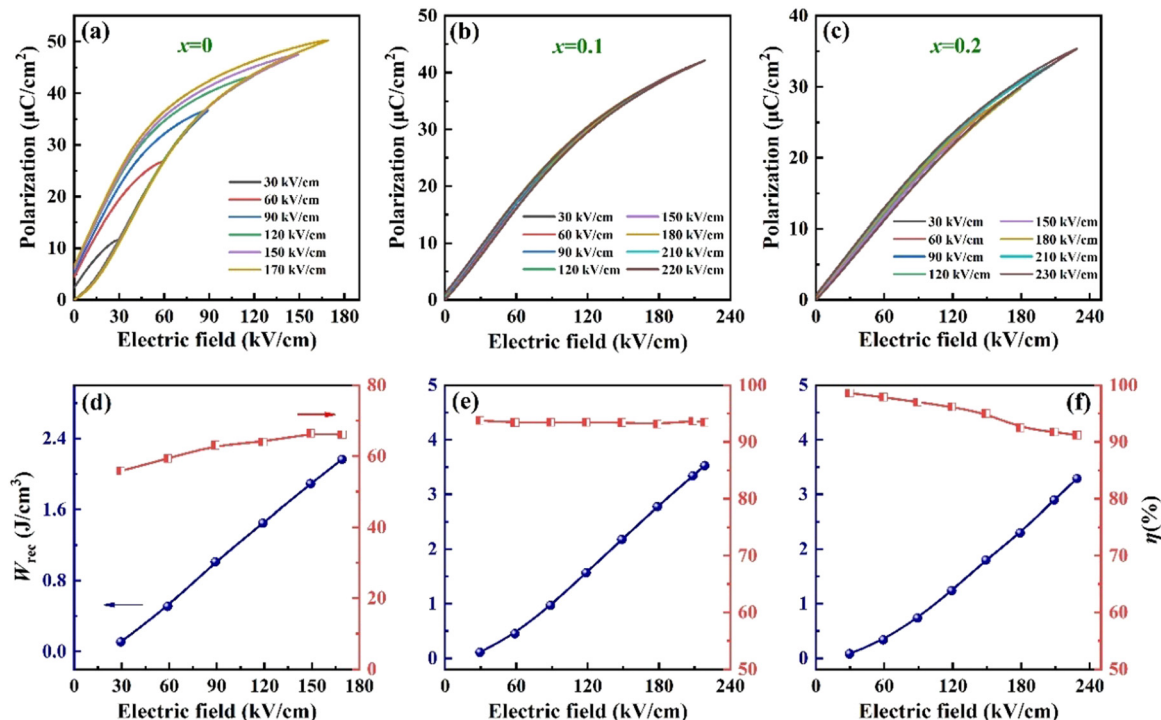 (a)
x=0
Polarization (μC/cm²)
50
40
30
20
10
0
30 kV/cm
60 kV/cm
90 kV/cm
120 kV/cm
150 kV/cm
170 kV/cm
0 30 60 90 120 150 180
Electric field (kV/cm)
(b)
x=0.1
Polarization (μC/cm²)
50
40
30
20
10
0
30 kV/cm 150 kV/cm
60 kV/cm 180 kV/cm
90 kV/cm 210 kV/cm
120 kV/cm 220 kV/cm
0 60 120 180 240
Electric field (kV/cm)
(c)
x=0.2
Polarization (μC/cm²)
40
30
20
10
0
30 kV/cm 150 kV/cm
60 kV/cm 180 kV/cm
90 kV/cm 210 kV/cm
120 kV/cm 230 kV/cm
0 60 120 180 240
Electric field (kV/cm)
(d)
Wrec (J/cm³)
2.4
1.6
0.8
0.0
80
60
40
20
0
0 30 60 90 120 150 180
Electric field (kV/cm)
(e)
5
4
3
2
1
0
100
90
80
70
60
50
0 60 120 180 240
Electric field (kV/cm)
(f)
5
4
3
2
1
0
100
90
80
70
60
50
η(%)
0 60 120 180 240
Electric field (kV/cm)